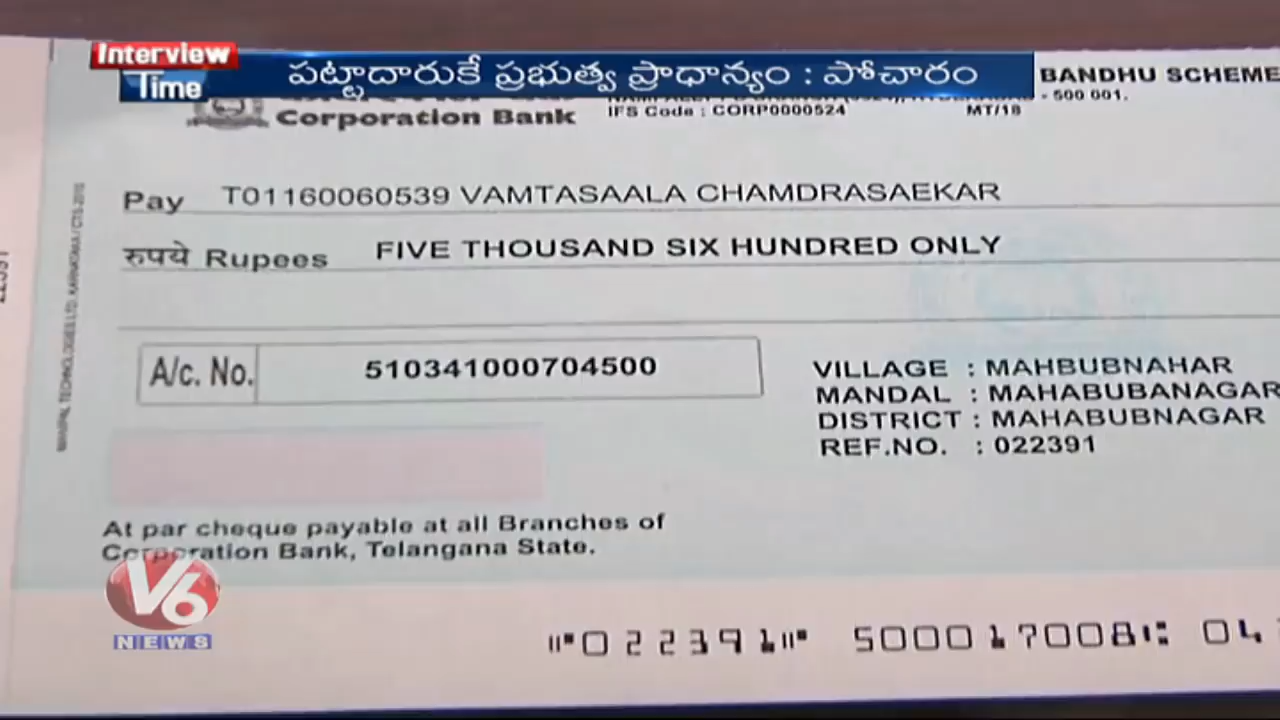 Interview
Time
పట్టాదారుకే ప్రభుత్వ ప్రాధాన్యం : పోచారం
BANDHU SCHEME
- 500 001.
Corporation Bank
IFS Code : CORP0000524
MT/18
Pay T01160060539 VAMTASAALA CHAMDRASAEKAR
रुपये Rupees FIVE THOUSAND SIX HUNDRED ONLY
A/c. No. 510341000704500
VILLAGE : MAHBUBNAHAR
MANDAL : MAHABUBANAGAR
DISTRICT : MAHABUBNAGAR
REF.NO. : 022391
At par cheque payable at all Branches of
Corporation Bank, Telangana State.
V6
NEWS
⑈022391⑈ 500017008⑆ 04